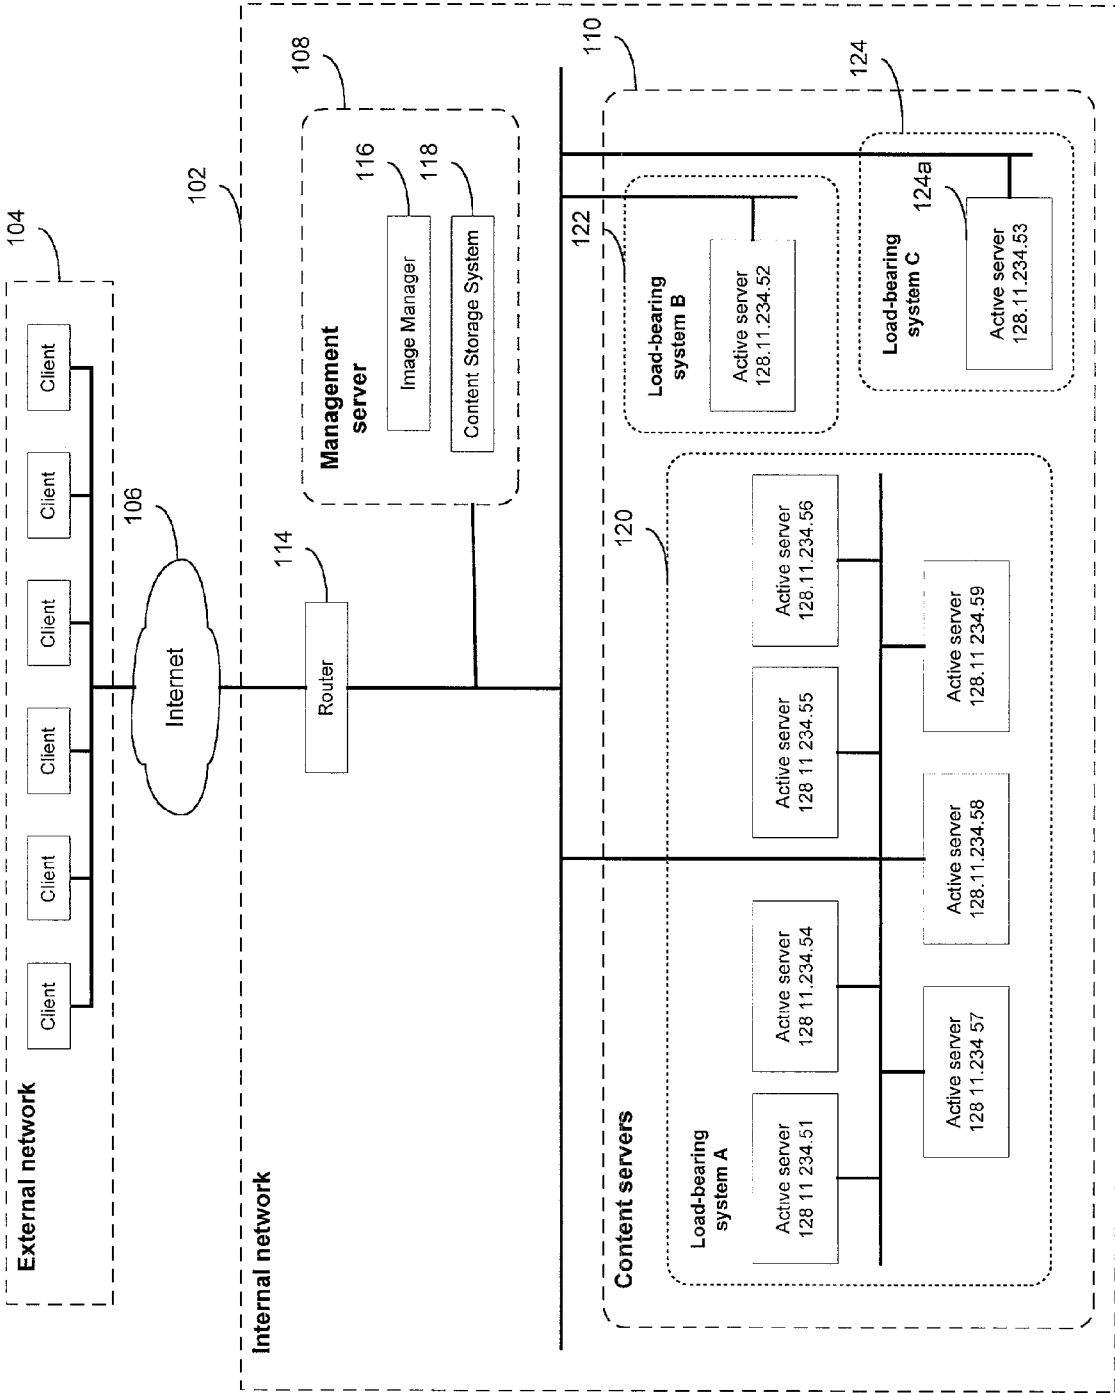 External network
Client
Client
Client
Client
Client
Client
104
Internet
106
102
Internal network
Router
114
Management
server
108
Image Manager
116
Content Storage System
118
Content servers
110
Load-bearing
system A
120
Active server
128 11 234.51
Active server
128 11.234.54
Active server
128 11 234.55
Active server
128.11.234.56
Active server
128 11.234 57
Active server
128.11.234.58
Active server
128.11 234.59
Load-bearing
system B
122
Active server
128.11.234.52
Load-bearing
system C
124
124a
Active server
128.11.234.53